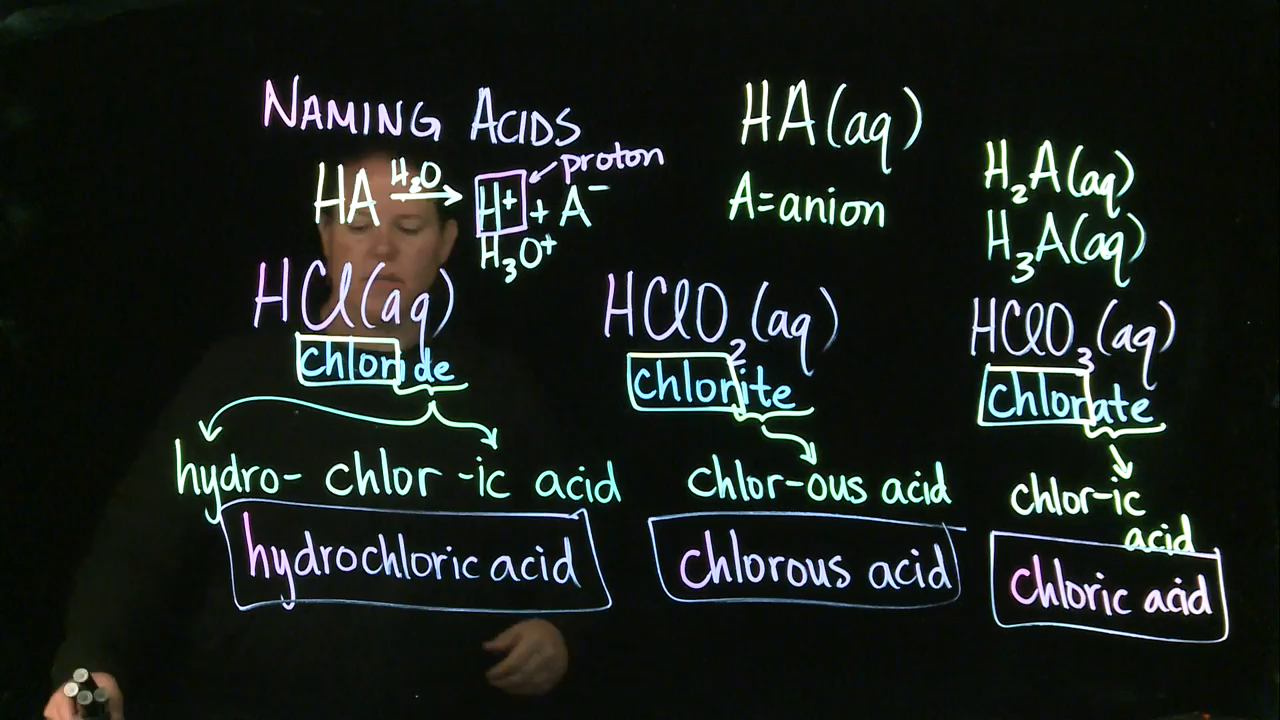 NAMING ACIDS
HA H₂O → H⁺ + A⁻
proton
H₃O⁺
HA(aq)
A=anion
H₂A(aq)
H₃A(aq)
HCl(aq)
chloride
hydro- chlor -ic acid
hydrochloric acid
HClO₂(aq)
chlorite
chlor-ous acid
chlorous acid
HClO₃(aq)
chlorate
chlor-ic
acid
chloric acid